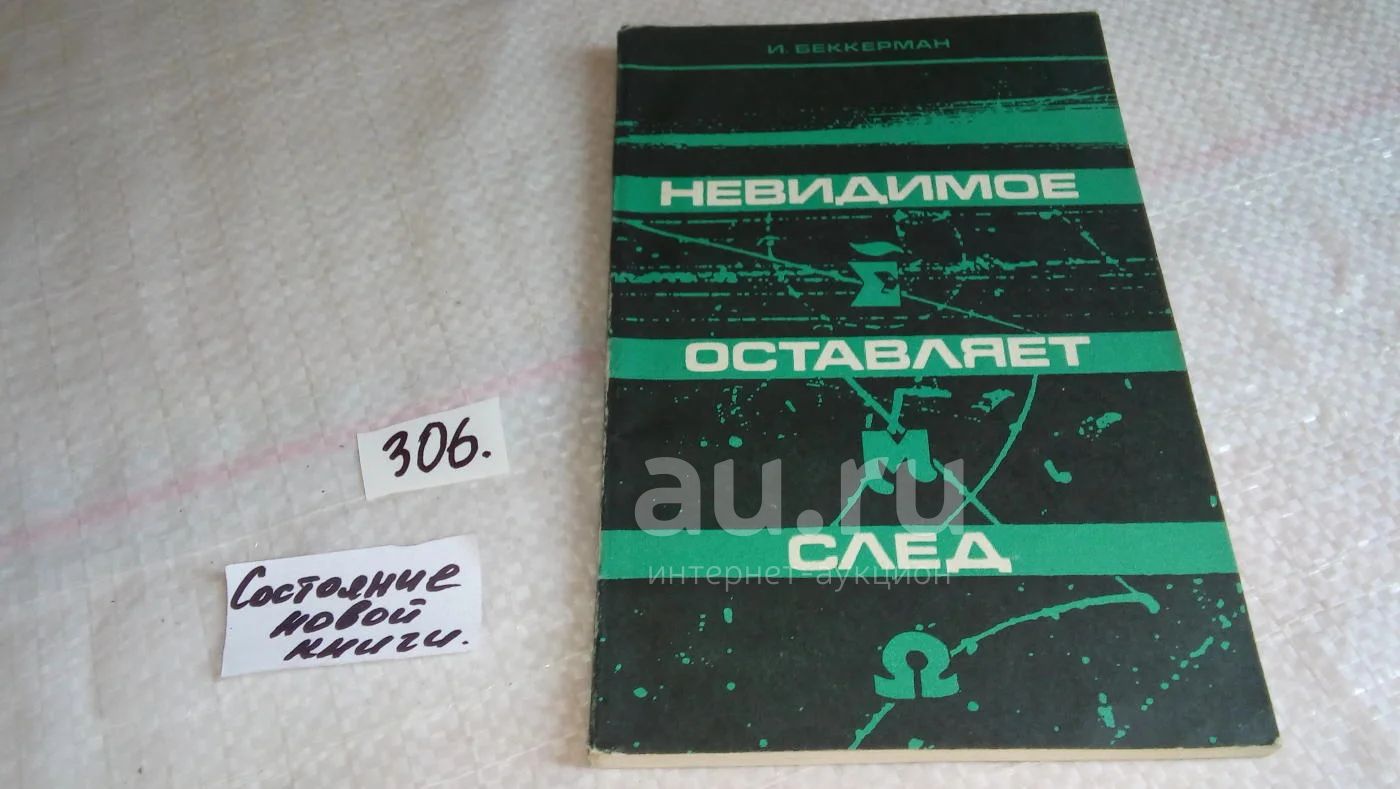 И. БЕККЕРМАН
НЕВИДИМОЕ
Σ̃
ОСТАВЛЯЕТ
М
СЛЕД
Ω
306.
Состояние
новой
книги.
au.ru
интернет-аукцион